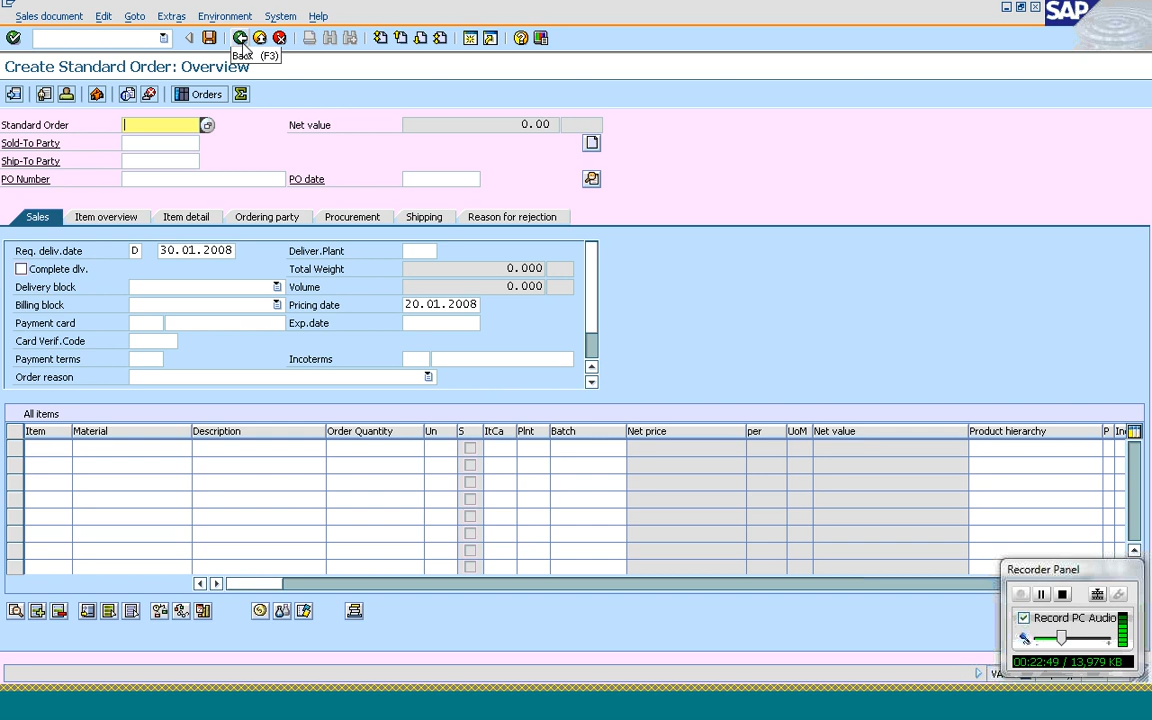 Sales document Edit Goto Extras Environment System Help
SAP
Back (F3)
Create Standard Order: Overview
Orders
Standard Order Net value 0.00
Sold-To Party
Ship-To Party
PO Number PO date
Sales Item overview Item detail Ordering party Procurement Shipping Reason for rejection
Req. deliv.date D 30.01.2008 Deliver.Plant
Complete dlv. Total Weight 0.000
Delivery block Volume 0.000
Billing block Pricing date 20.01.2008
Payment card Exp.date
Card Verif.Code
Payment terms Incoterms
Order reason
All items
Item Material Description Order Quantity Un S ItCa Plnt Batch Net price per UoM Net value Product hierarchy P
Recorder Panel
Record PC Audio
00:22:49 / 13,979 KB